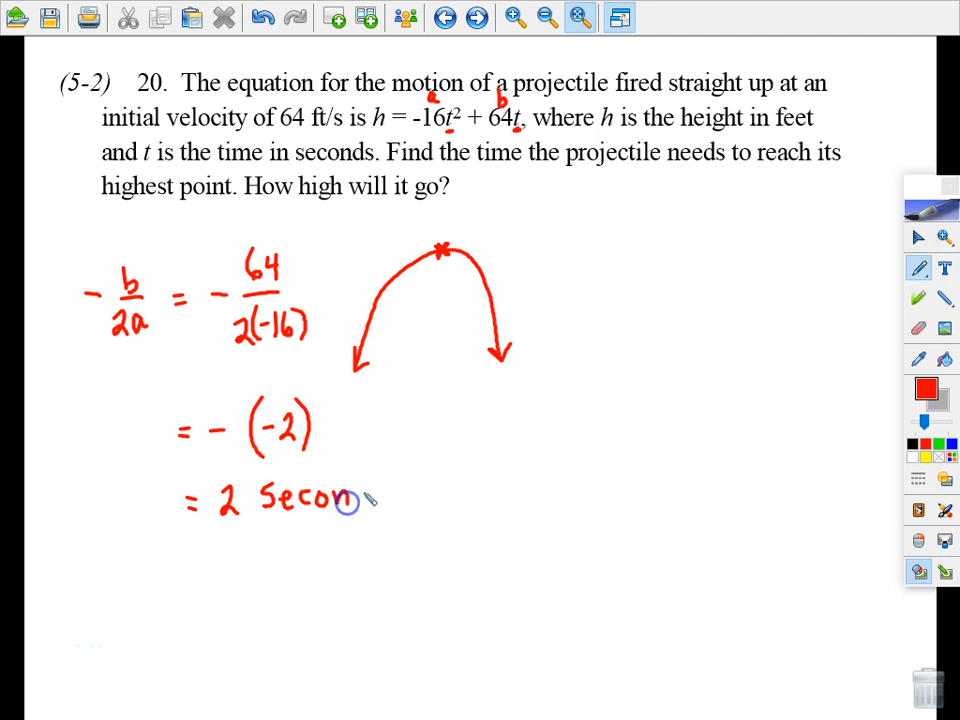 (5-2) 20. The equation for the motion of a projectile fired straight up at an
a b
initial velocity of 64 ft/s is h = -16t² + 64t, where h is the height in feet
and t is the time in seconds. Find the time the projectile needs to reach its
highest point. How high will it go?
- b/2a = - 64/2(-16)
= - (-2)
= 2 Secon